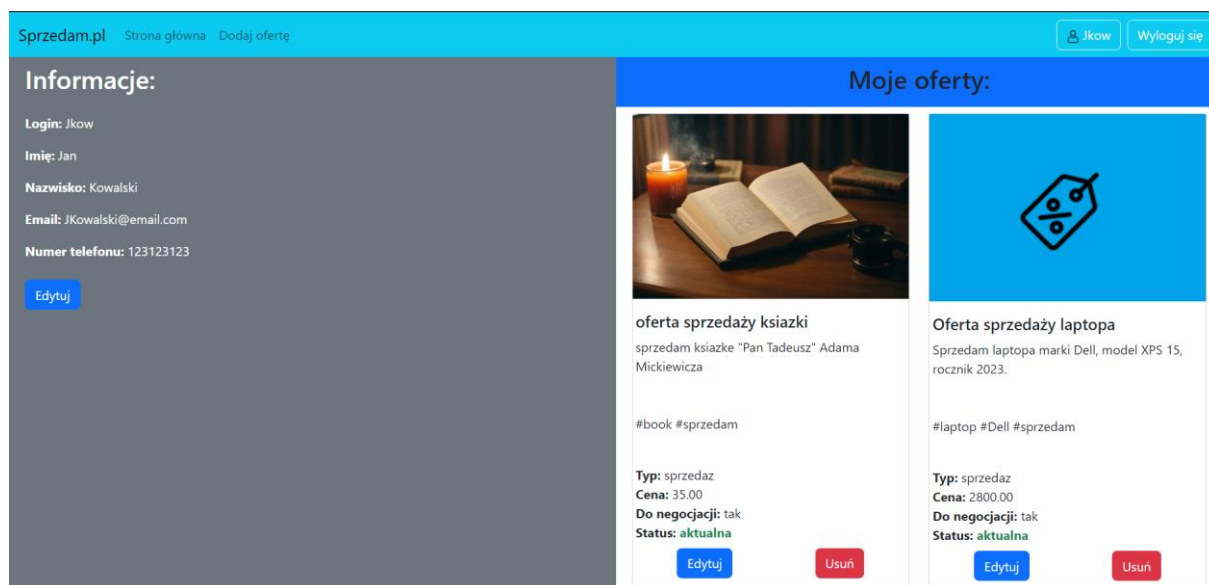 Sprzedam.pl Strona główna Dodaj ofertę Jkow Wyloguj się
Informacje:
Login: Jkow
Imię: Jan
Nazwisko: Kowalski
Email: JKowalski@email.com
Numer telefonu: 123123123
Edytuj
Moje oferty:
oferta sprzedaży ksiazki
sprzedam ksiazke "Pan Tadeusz" Adama
Mickiewicza
#book #sprzedam
Typ: sprzedaz
Cena: 35.00
Do negocjacji: tak
Status: aktualna
Edytuj Usuń
Oferta sprzedaży laptopa
Sprzedam laptopa marki Dell, model XPS 15,
rocznik 2023.
#laptop #Dell #sprzedam
Typ: sprzedaz
Cena: 2800.00
Do negocjacji: tak
Status: aktualna
Edytuj Usuń